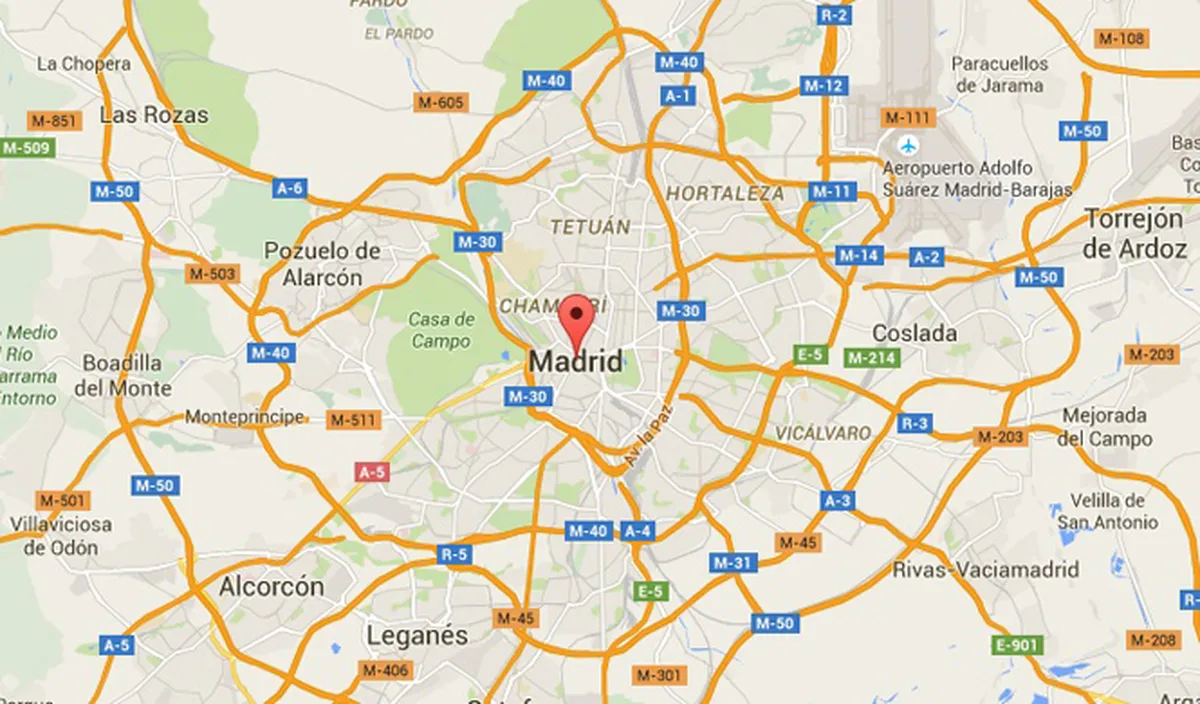 PARDO
EL PARDO
R-2
M-108
La Chopera
M-40
M-40
Paracuellos
de Jarama
M-12
A-1
M-605
Las Rozas
M-851
M-111
M-50
M-509
Aeropuerto Adolfo
Suárez Madrid-Barajas
A-6
M-50
M-11
HORTALEZA
TETUÁN
Torrejón
de Ardoz
M-30
Pozuelo de
Alarcón
M-14
A-2
M-503
M-50
CHAMBERÍ
M-30
Casa de
Campo
Coslada
Medio
Río
Entorno
M-40
E-5
M-214
M-203
Boadilla
del Monte
Madrid
M-30
Monteprincipe
M-511
Av. la Paz
VICÁLVARO
R-3
M-203
Mejorada
del Campo
A-5
M-50
M-501
A-3
Velilla de
San Antonio
Villaviciosa
de Odón
M-40
A-4
M-45
R-5
M-31
Rivas-Vaciamadrid
Alcorcón
E-5
M-45
M-50
Leganés
A-5
E-901
M-208
M-406
M-301